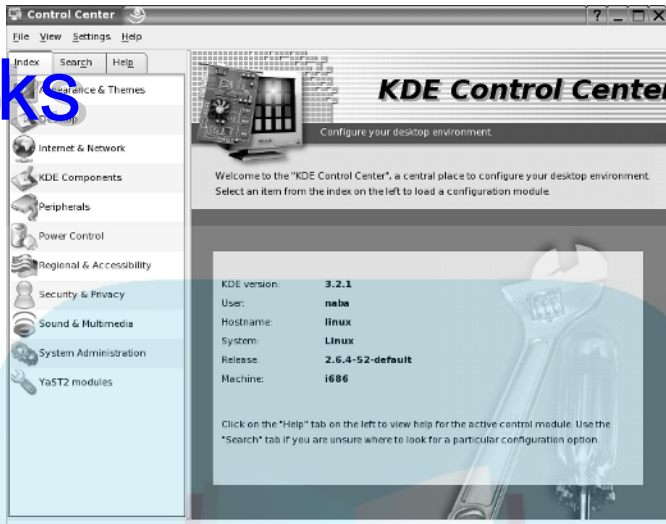 Control Center
File View Settings Help
Index Search Help
ks
Appearance & Themes
Desktop
Internet & Network
KDE Components
Peripherals
Power Control
Regional & Accessibility
Security & Privacy
Sound & Multimedia
System Administration
YaST2 modules
KDE Control Center
Configure your desktop environment.
Welcome to the "KDE Control Center", a central place to configure your desktop environment.
Select an item from the index on the left to load a configuration module.
KDE version: 3.2.1
User: naba
Hostname: linux
System: Linux
Release: 2.6.4-52-default
Machine: i686
Click on the "Help" tab on the left to view help for the active control module. Use the
"Search" tab if you are unsure where to look for a particular configuration option.